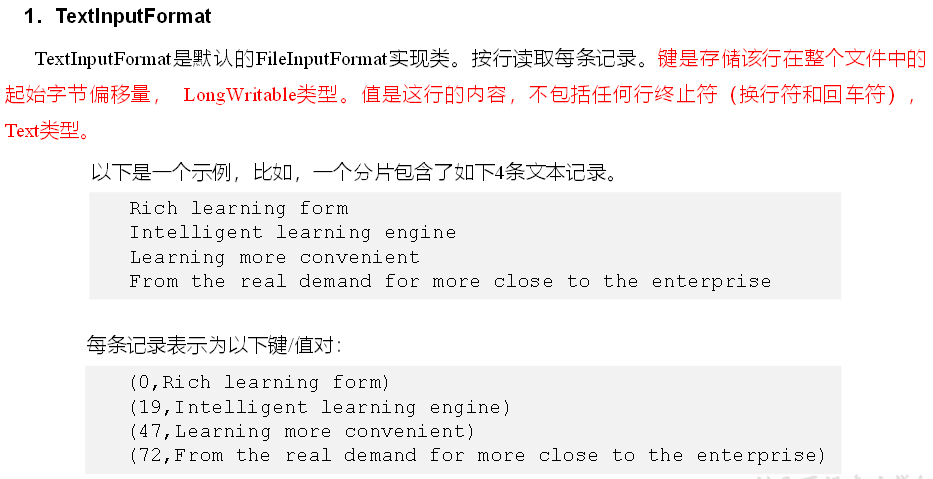 1. TextInputFormat
TextInputFormat是默认的FileInputFormat实现类。按行读取每条记录。键是存储该行在整个文件中的
起始字节偏移量， LongWritable类型。值是这行的内容，不包括任何行终止符（换行符和回车符），
Text类型。
以下是一个示例，比如，一个分片包含了如下4条文本记录。
Rich learning form
Intelligent learning engine
Learning more convenient
From the real demand for more close to the enterprise
每条记录表示为以下键/值对：
(0,Rich learning form)
(19,Intelligent learning engine)
(47,Learning more convenient)
(72,From the real demand for more close to the enterprise)